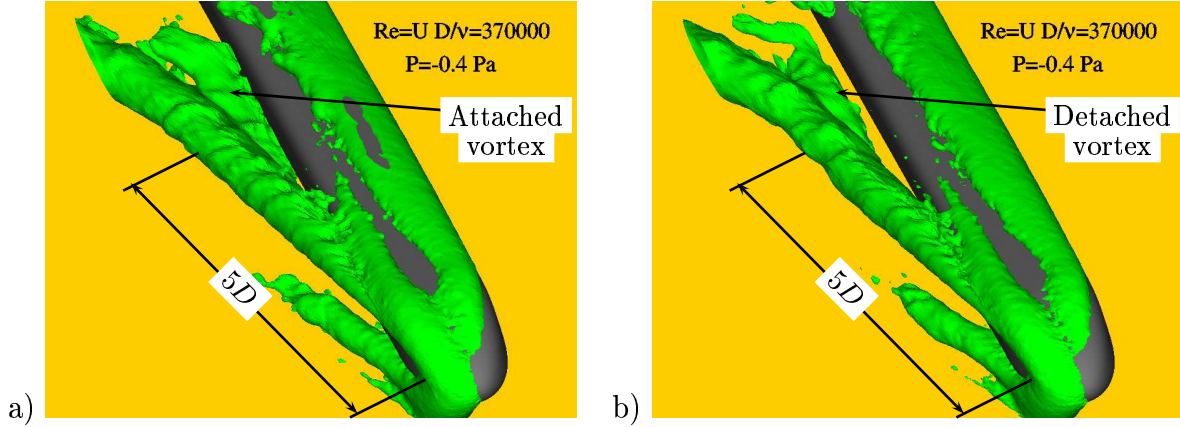 Re=U D/ν=370000
P=-0.4 Pa
Attached
vortex
5D
a)
Re=U D/ν=370000
P=-0.4 Pa
Detached
vortex
5D
b)